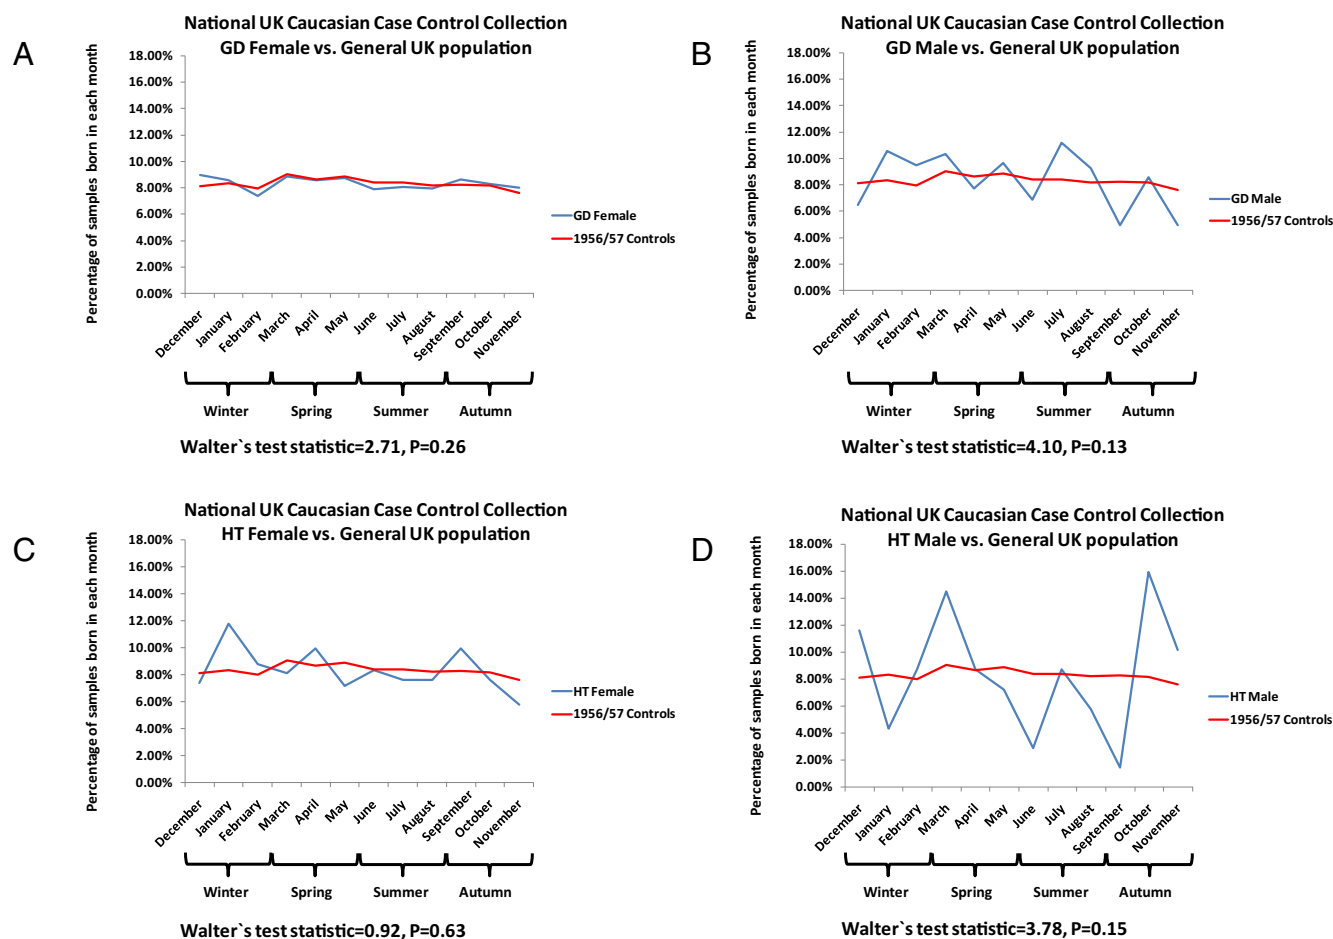 A
National UK Caucasian Case Control Collection
GD Female vs. General UK population
Percentage of samples born in each month
18.00%
16.00%
14.00%
12.00%
10.00%
8.00%
6.00%
4.00%
2.00%
0.00%
GD Female
1956/57 Controls
December
January
February
March
April
May
June
July
August
September
October
November
Winter
Spring
Summer
Autumn
Walter`s test statistic=2.71, P=0.26
B
National UK Caucasian Case Control Collection
GD Male vs. General UK population
Percentage of samples born in each month
18.00%
16.00%
14.00%
12.00%
10.00%
8.00%
6.00%
4.00%
2.00%
0.00%
GD Male
1956/57 Controls
December
January
February
March
April
May
June
July
August
September
October
November
Winter
Spring
Summer
Autumn
Walter`s test statistic=4.10, P=0.13
C
National UK Caucasian Case Control Collection
HT Female vs. General UK population
Percentage of samples born in each month
18.00%
16.00%
14.00%
12.00%
10.00%
8.00%
6.00%
4.00%
2.00%
0.00%
HT Female
1956/57 Controls
December
January
February
March
April
May
June
July
August
September
October
November
Winter
Spring
Summer
Autumn
Walter`s test statistic=0.92, P=0.63
D
National UK Caucasian Case Control Collection
HT Male vs. General UK population
Percentage of samples born in each month
18.00%
16.00%
14.00%
12.00%
10.00%
8.00%
6.00%
4.00%
2.00%
0.00%
HT Male
1956/57 Controls
December
January
February
March
April
May
June
July
August
September
October
November
Winter
Spring
Summer
Autumn
Walter`s test statistic=3.78, P=0.15